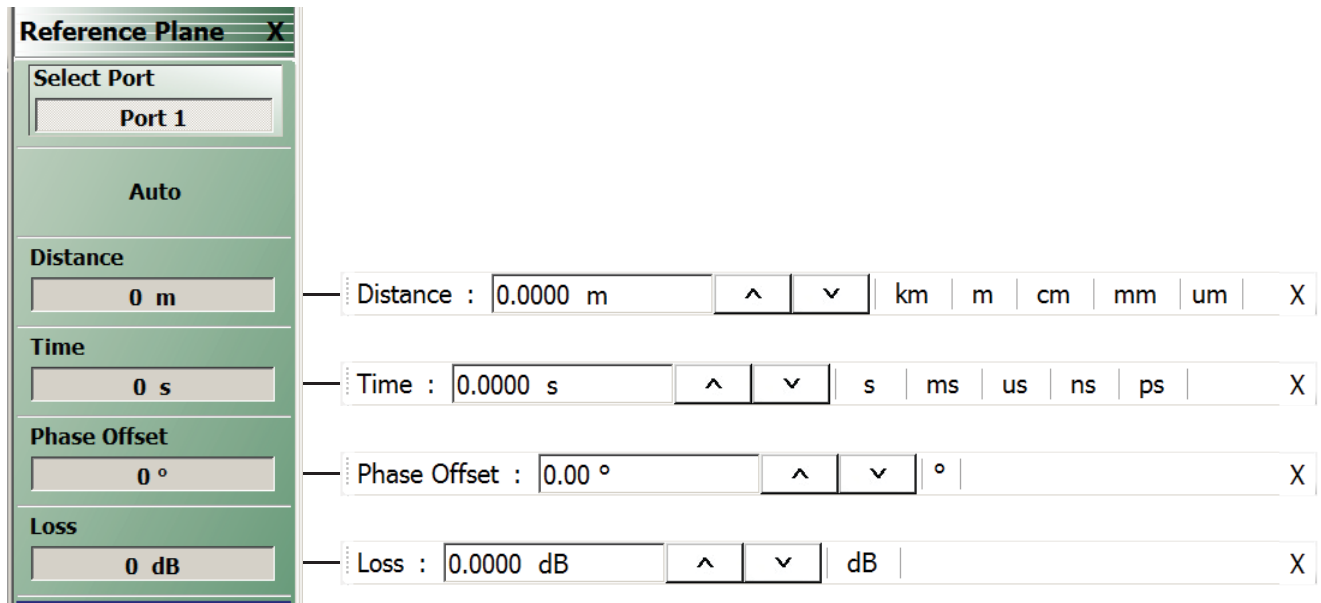 Reference Plane X
Select Port
Port 1
Auto
Distance
0 m
Distance : 0.0000 m ^ v km m cm mm um X
Time
0 s
Time : 0.0000 s ^ v s ms us ns ps X
Phase Offset
0 °
Phase Offset : 0.00 ° ^ v ° X
Loss
0 dB
Loss : 0.0000 dB ^ v dB X